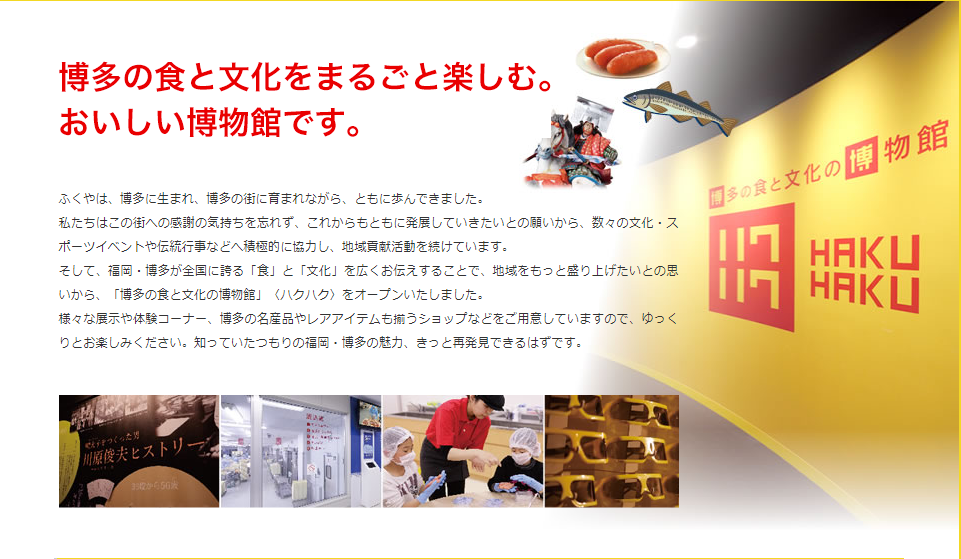 博多の食と文化をまるごと楽しむ。
おいしい博物館です。
博多の食と文化の博物館
HAKU
HAKU
ふくやは、博多に生まれ、博多の街に育まれながら、ともに歩んできました。
私たちはこの街への感謝の気持ちを忘れず、これからもともに発展していきたいとの願いから、数々の文化・ス
ポーツイベントや伝統行事などへ積極的に協力し、地域貢献活動を続けています。
そして、福岡・博多が全国に誇る「食」と「文化」を広くお伝えすることで、地域をもっと盛り上げたいとの思
いから、「博多の食と文化の博物館」〈ハクハク〉をオープンいたしました。
様々な展示や体験コーナー、博多の名産品やレアアイテムも揃うショップなどをご用意していますので、ゆっく
りとお楽しみください。知っていたつもりの福岡・博多の魅力、きっと再発見できるはずです。
明太子をつくった男
川原俊夫ヒストリー